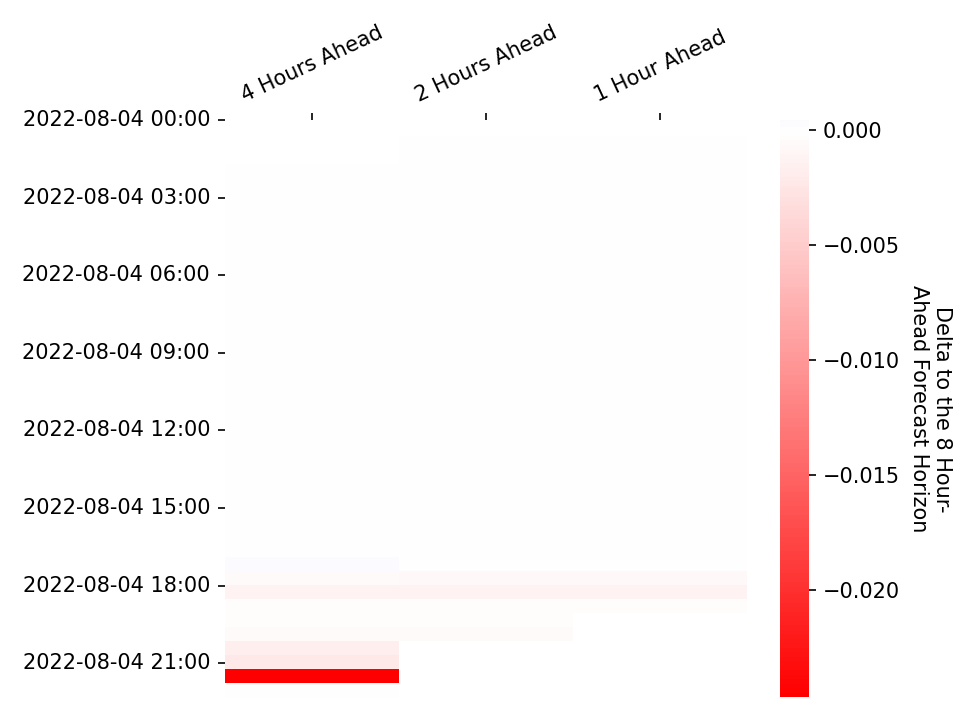 4 Hours Ahead
2 Hours Ahead
1 Hour Ahead
2022-08-04 00:00
2022-08-04 03:00
2022-08-04 06:00
2022-08-04 09:00
2022-08-04 12:00
2022-08-04 15:00
2022-08-04 18:00
2022-08-04 21:00
0.000
−0.005
−0.010
−0.015
−0.020
Delta to the 8 Hour-
Ahead Forecast Horizon